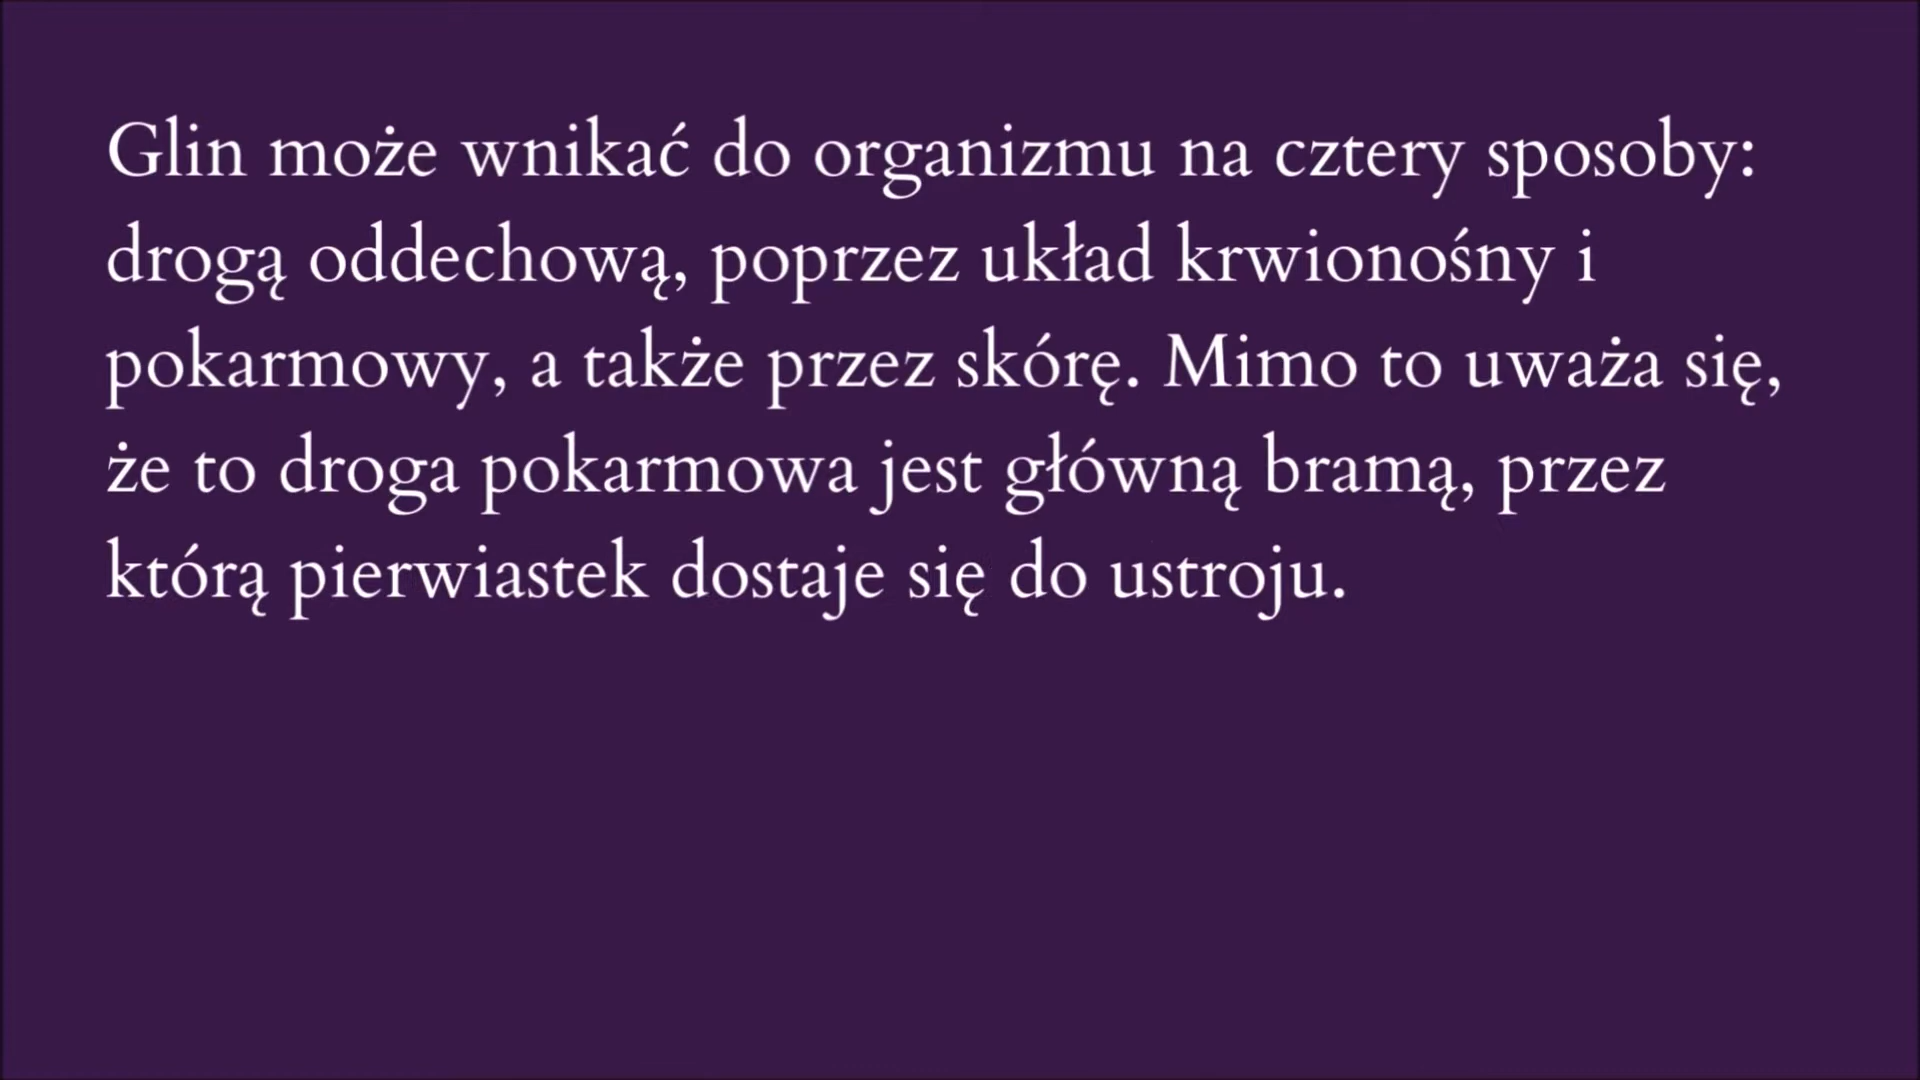 Glin może wnikać do organizmu na cztery sposoby:
drogą oddechową, poprzez układ krwionośny i
pokarmowy, a także przez skórę. Mimo to uważa się,
że to droga pokarmowa jest główną bramą, przez
którą pierwiastek dostaje się do ustroju.